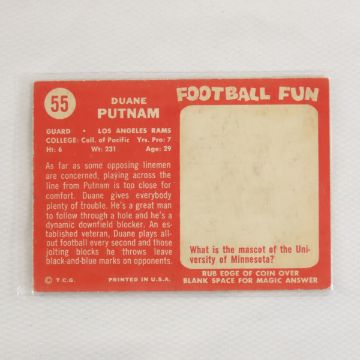 55
DUANE
PUTNAM
GUARD • LOS ANGELES RAMS
COLLEGE: Coll. of Pacific Yrs. Pro: 7
Ht: 6 Wt: 231 Age: 29
As far as some opposing linemen
are concerned, playing across the
line from Putnam is too close for
comfort. Duane gives everybody
plenty of trouble. He's a great man
to follow through a hole and he's a
dynamic downfield blocker. An es-
tablished veteran, Duane plays all-
out football every second and those
jolting blocks he throws leave
black-and-blue marks on opponents.
© T.C.G. PRINTED IN U.S.A.
FOOTBALL FUN
What is the mascot of the Uni-
versity of Minnesota?
RUB EDGE OF COIN OVER
BLANK SPACE FOR MAGIC ANSWER